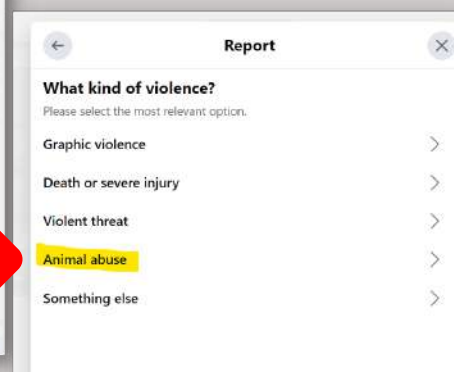 Report
What kind of violence?
Please select the most relevant option.
Graphic violence
Death or severe injury
Violent threat
Animal abuse
Something else